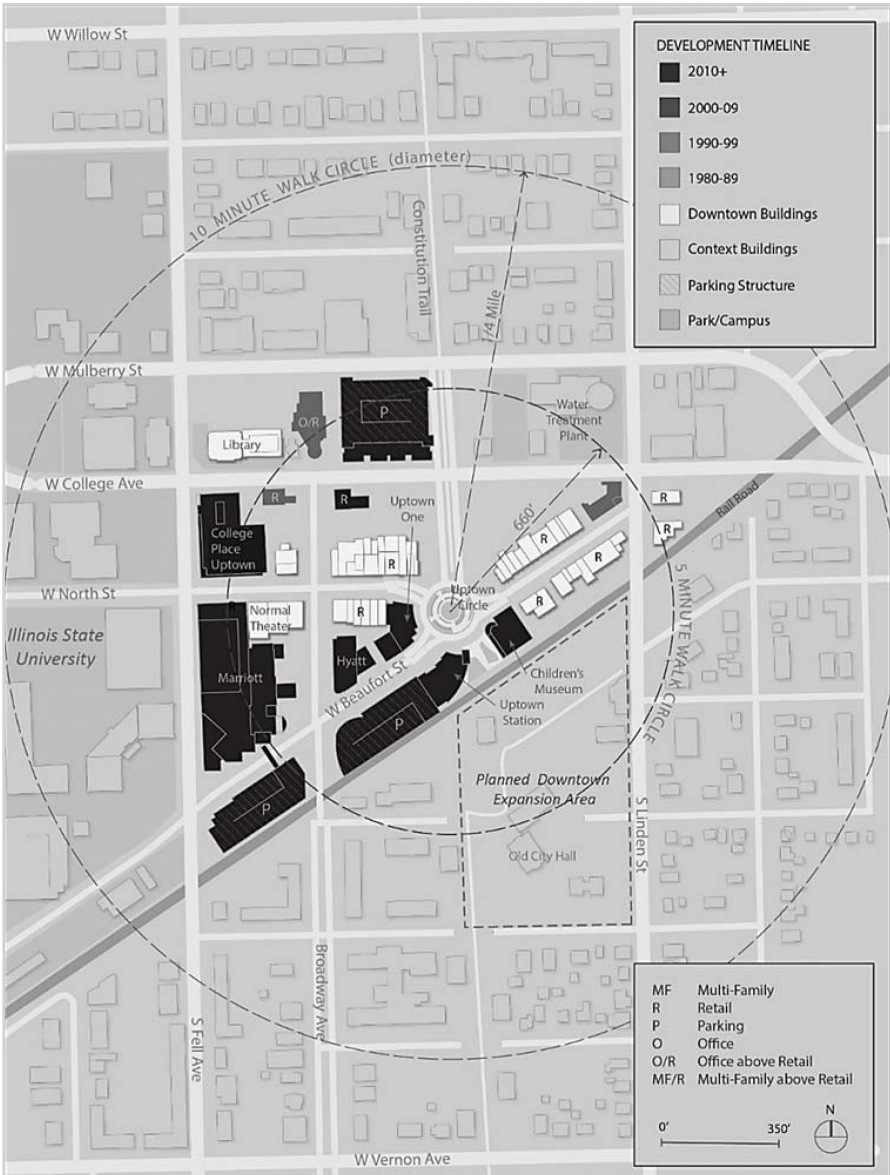 W Willow St
DEVELOPMENT TIMELINE
2010+
2000-09
1990-99
1980-89
Downtown Buildings
Context Buildings
Parking Structure
Park/Campus
10 MINUTE WALK CIRCLE (diameter)
Constitution Trail
1/4 Mile
W Mulberry St
O/R
P
Library
Water
Treatment
Plant
W College Ave
R
R
R
Uptown
One
660'
Rail Road
College
Place
Uptown
R
R
R
R
W North St
Uptown
Circle
R
R
Normal
Theater
R
5 MINUTE WALK CIRCLE
Illinois State
University
Hyatt
Marriott
W Beaufort St
Children's
Museum
Uptown
Station
P
P
Planned Downtown
Expansion Area
S Linden St
Old City Hall
Broadway Ave
S Fell Ave
MF Multi-Family
R Retail
P Parking
O Office
O/R Office above Retail
MF/R Multi-Family above Retail
N
0' 350'
W Vernon Ave